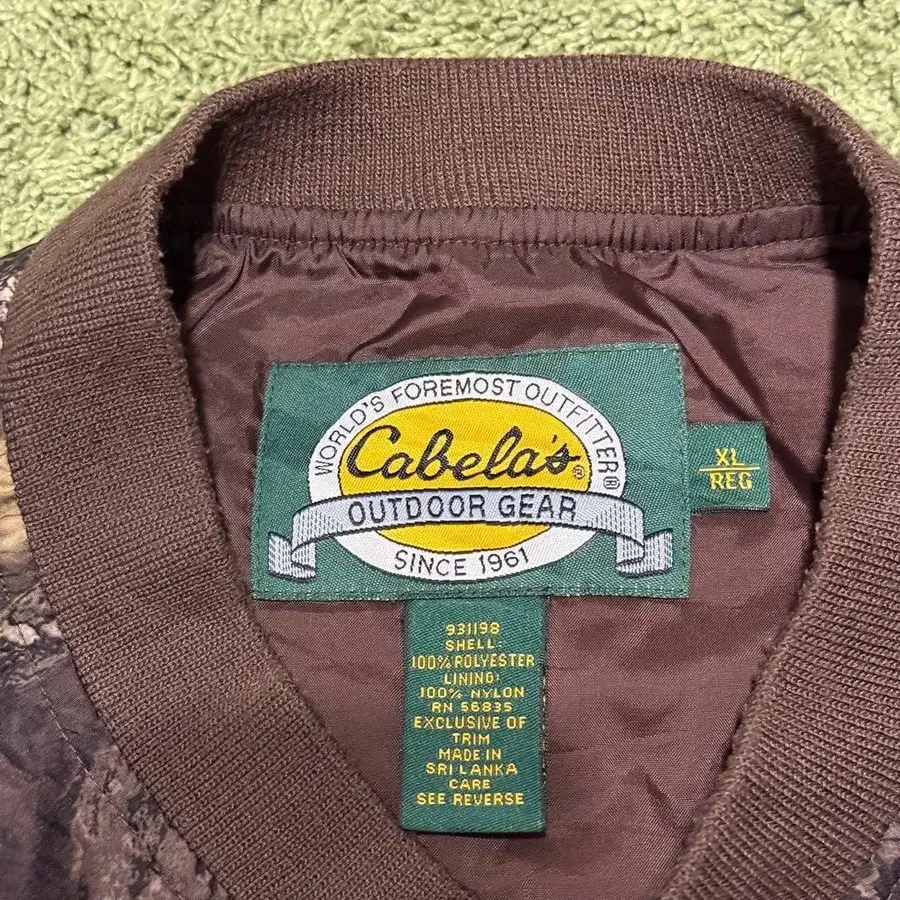 WORLD'S FOREMOST OUTFITTER®
Cabela's®
OUTDOOR GEAR
SINCE 1961
XL
REG
931198
SHELL:
100% POLYESTER
LINING:
100% NYLON
RN 56835
EXCLUSIVE OF
TRIM
MADE IN
SRI LANKA
CARE
SEE REVERSE